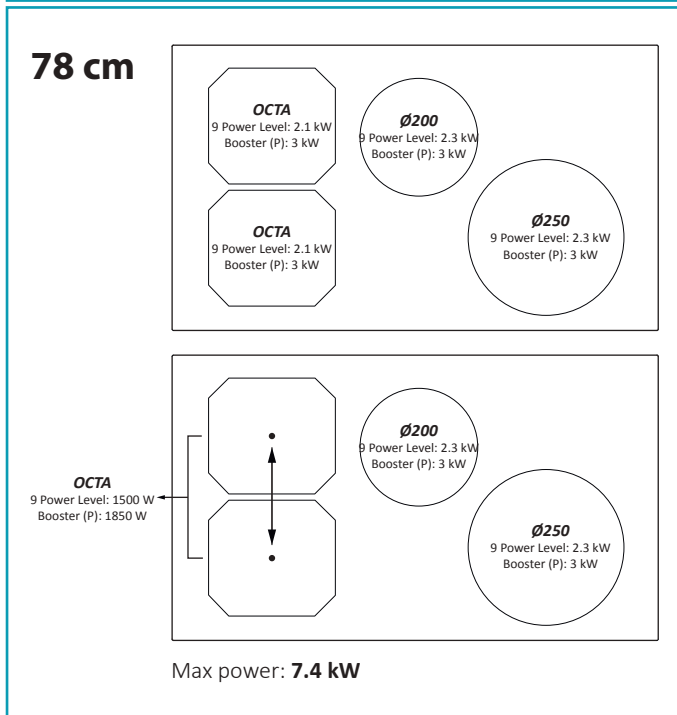 78 cm
OCTA
9 Power Level: 2.1 kW
Booster (P): 3 kW
Ø200
9 Power Level: 2.3 kW
Booster (P): 3 kW
OCTA
9 Power Level: 2.1 kW
Booster (P): 3 kW
Ø250
9 Power Level: 2.3 kW
Booster (P): 3 kW
Ø200
9 Power Level: 2.3 kW
Booster (P): 3 kW
OCTA
9 Power Level: 1500 W
Booster (P): 1850 W
Ø250
9 Power Level: 2.3 kW
Booster (P): 3 kW
Max power: 7.4 kW